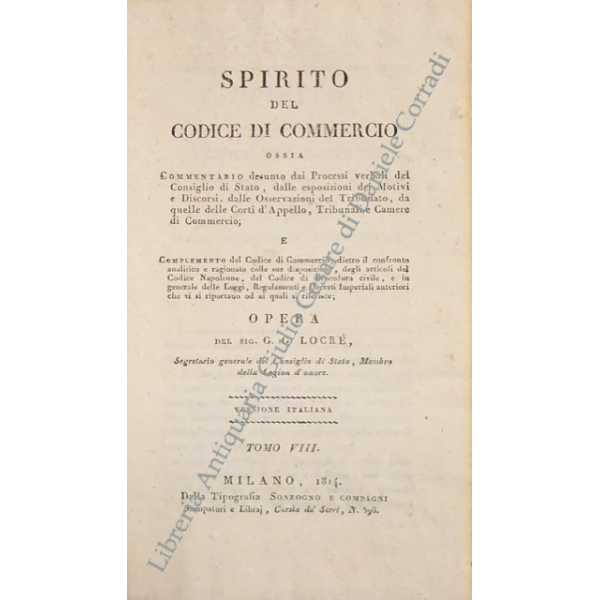 SPIRITO
DEL
CODICE DI COMMERCIO
OSSIA
COMMENTARIO desunto dai Processi verbali del
Consiglio di Stato, dalle esposizioni dei Motivi
e Discorsi, dalle Osservazioni del Tribunato, da
quelle delle Corti d'Appello, Tribunali e Camere
di Commercio;
E
COMPLEMENTO del Codice di Commercio, dietro il confronto
analitico e ragionato colle sue disposizioni, degli articoli del
Codice Napoleone, del Codice di Procedura civile, e in
generale delle Leggi, Regolamenti e Decreti Imperiali anteriori
che vi si riportano od ai quali si riferisce;
OPERA
DEL SIG. G. G. LOCRÉ,
Segretario generale del Consiglio di Stato, Membro
della Legion d'onore.
VERSIONE ITALIANA
TOMO VIII.
MILANO, 1814.
Dalla Tipografia SONZOGNO E COMPAGNI
Stampatori e Libraj, Corsia de' Servi, N.
Libreria Antiquaria Giulio Cesare di Daniele Corradi